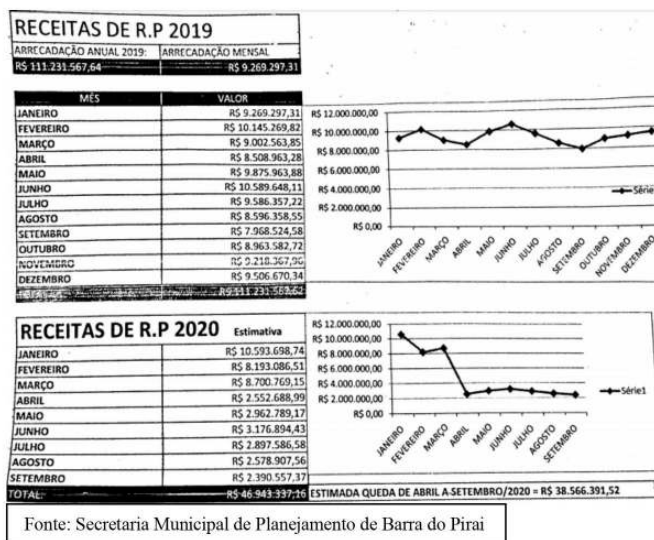 RECEITAS DE R.P 2019
ARRECADAÇÃO ANUAL 2019: ARRECADAÇÃO MENSAL
R$ 111.231.567,64 R$ 9.269.297,31
MÊS VALOR
JANEIRO R$ 9.269.297,31
FEVEREIRO R$ 10.145.269,82
MARÇO R$ 9.002.563,85
ABRIL R$ 8.508.963,28
MAIO R$ 9.875.963,88
JUNHO R$ 10.589.648,11
JULHO R$ 9.586.357,22
AGOSTO R$ 8.596.358,55
SETEMBRO R$ 7.968.524,58
OUTUBRO R$ 8.963.582,72
NOVEMBRO R$ 9.218.367,96
DEZEMBRO R$ 9.506.670,34
R$ 111.231.567,64
R$ 12.000.000,00
R$ 10.000.000,00
R$ 8.000.000,00
R$ 6.000.000,00
R$ 4.000.000,00
R$ 2.000.000,00
R$ 0,00
JANEIRO
FEVEREIRO
MARÇO
ABRIL
MAIO
JUNHO
JULHO
AGOSTO
SETEMBRO
OUTUBRO
NOVEMBRO
DEZEMBRO
Série
RECEITAS DE R.P 2020 Estimativa
JANEIRO R$ 10.593.698,74
FEVEREIRO R$ 8.193.086,51
MARÇO R$ 8.700.769,15
ABRIL R$ 2.552.688,99
MAIO R$ 2.962.789,17
JUNHO R$ 3.176.894,43
JULHO R$ 2.897.586,58
AGOSTO R$ 2.578.907,56
SETEMBRO R$ 2.390.557,37
TOTAL: R$ 46.943.337,16
R$ 12.000.000,00
R$ 10.000.000,00
R$ 8.000.000,00
R$ 6.000.000,00
R$ 4.000.000,00
R$ 2.000.000,00
R$ 0,00
JANEIRO
FEVEREIRO
MARÇO
ABRIL
MAIO
JUNHO
JULHO
AGOSTO
SETEMBRO
Série1
ESTIMADA QUEDA DE ABRIL A SETEMBRO/2020 = R$ 38.566.391,52
Fonte: Secretaria Municipal de Planejamento de Barra do Pirai